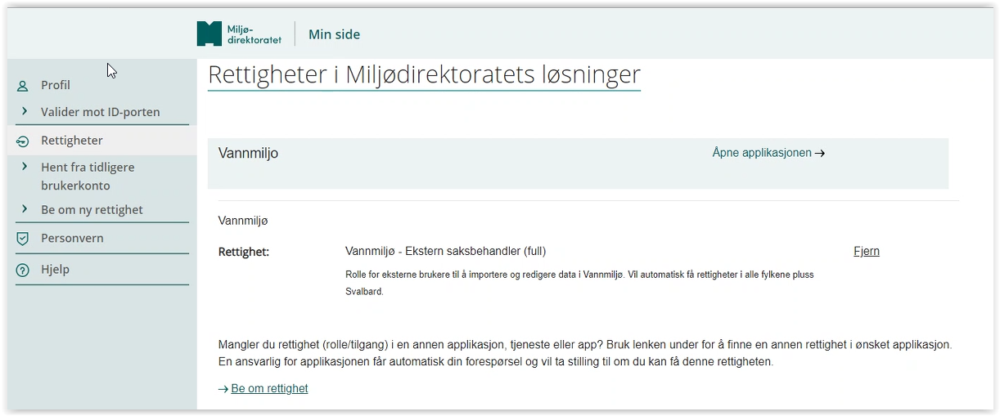 Miljø-
direktoratet
Min side
Profil
Valider mot ID-porten
Rettigheter
Hent fra tidligere
brukerkonto
Be om ny rettighet
Personvern
Hjelp
Rettigheter i Miljødirektoratets løsninger
Vannmiljo
Åpne applikasjonen →
Vannmiljø
Rettighet:
Vannmiljø - Ekstern saksbehandler (full)
Fjern
Rolle for eksterne brukere til å importere og redigere data i Vannmiljø. Vil automatisk få rettigheter i alle fylkene pluss
Svalbard.
Mangler du rettighet (rolle/tilgang) i en annen applikasjon, tjeneste eller app? Bruk lenken under for å finne en annen rettighet i ønsket applikasjon.
En ansvarlig for applikasjonen får automatisk din forespørsel og vil ta stilling til om du kan få denne rettigheten.
→ Be om rettighet